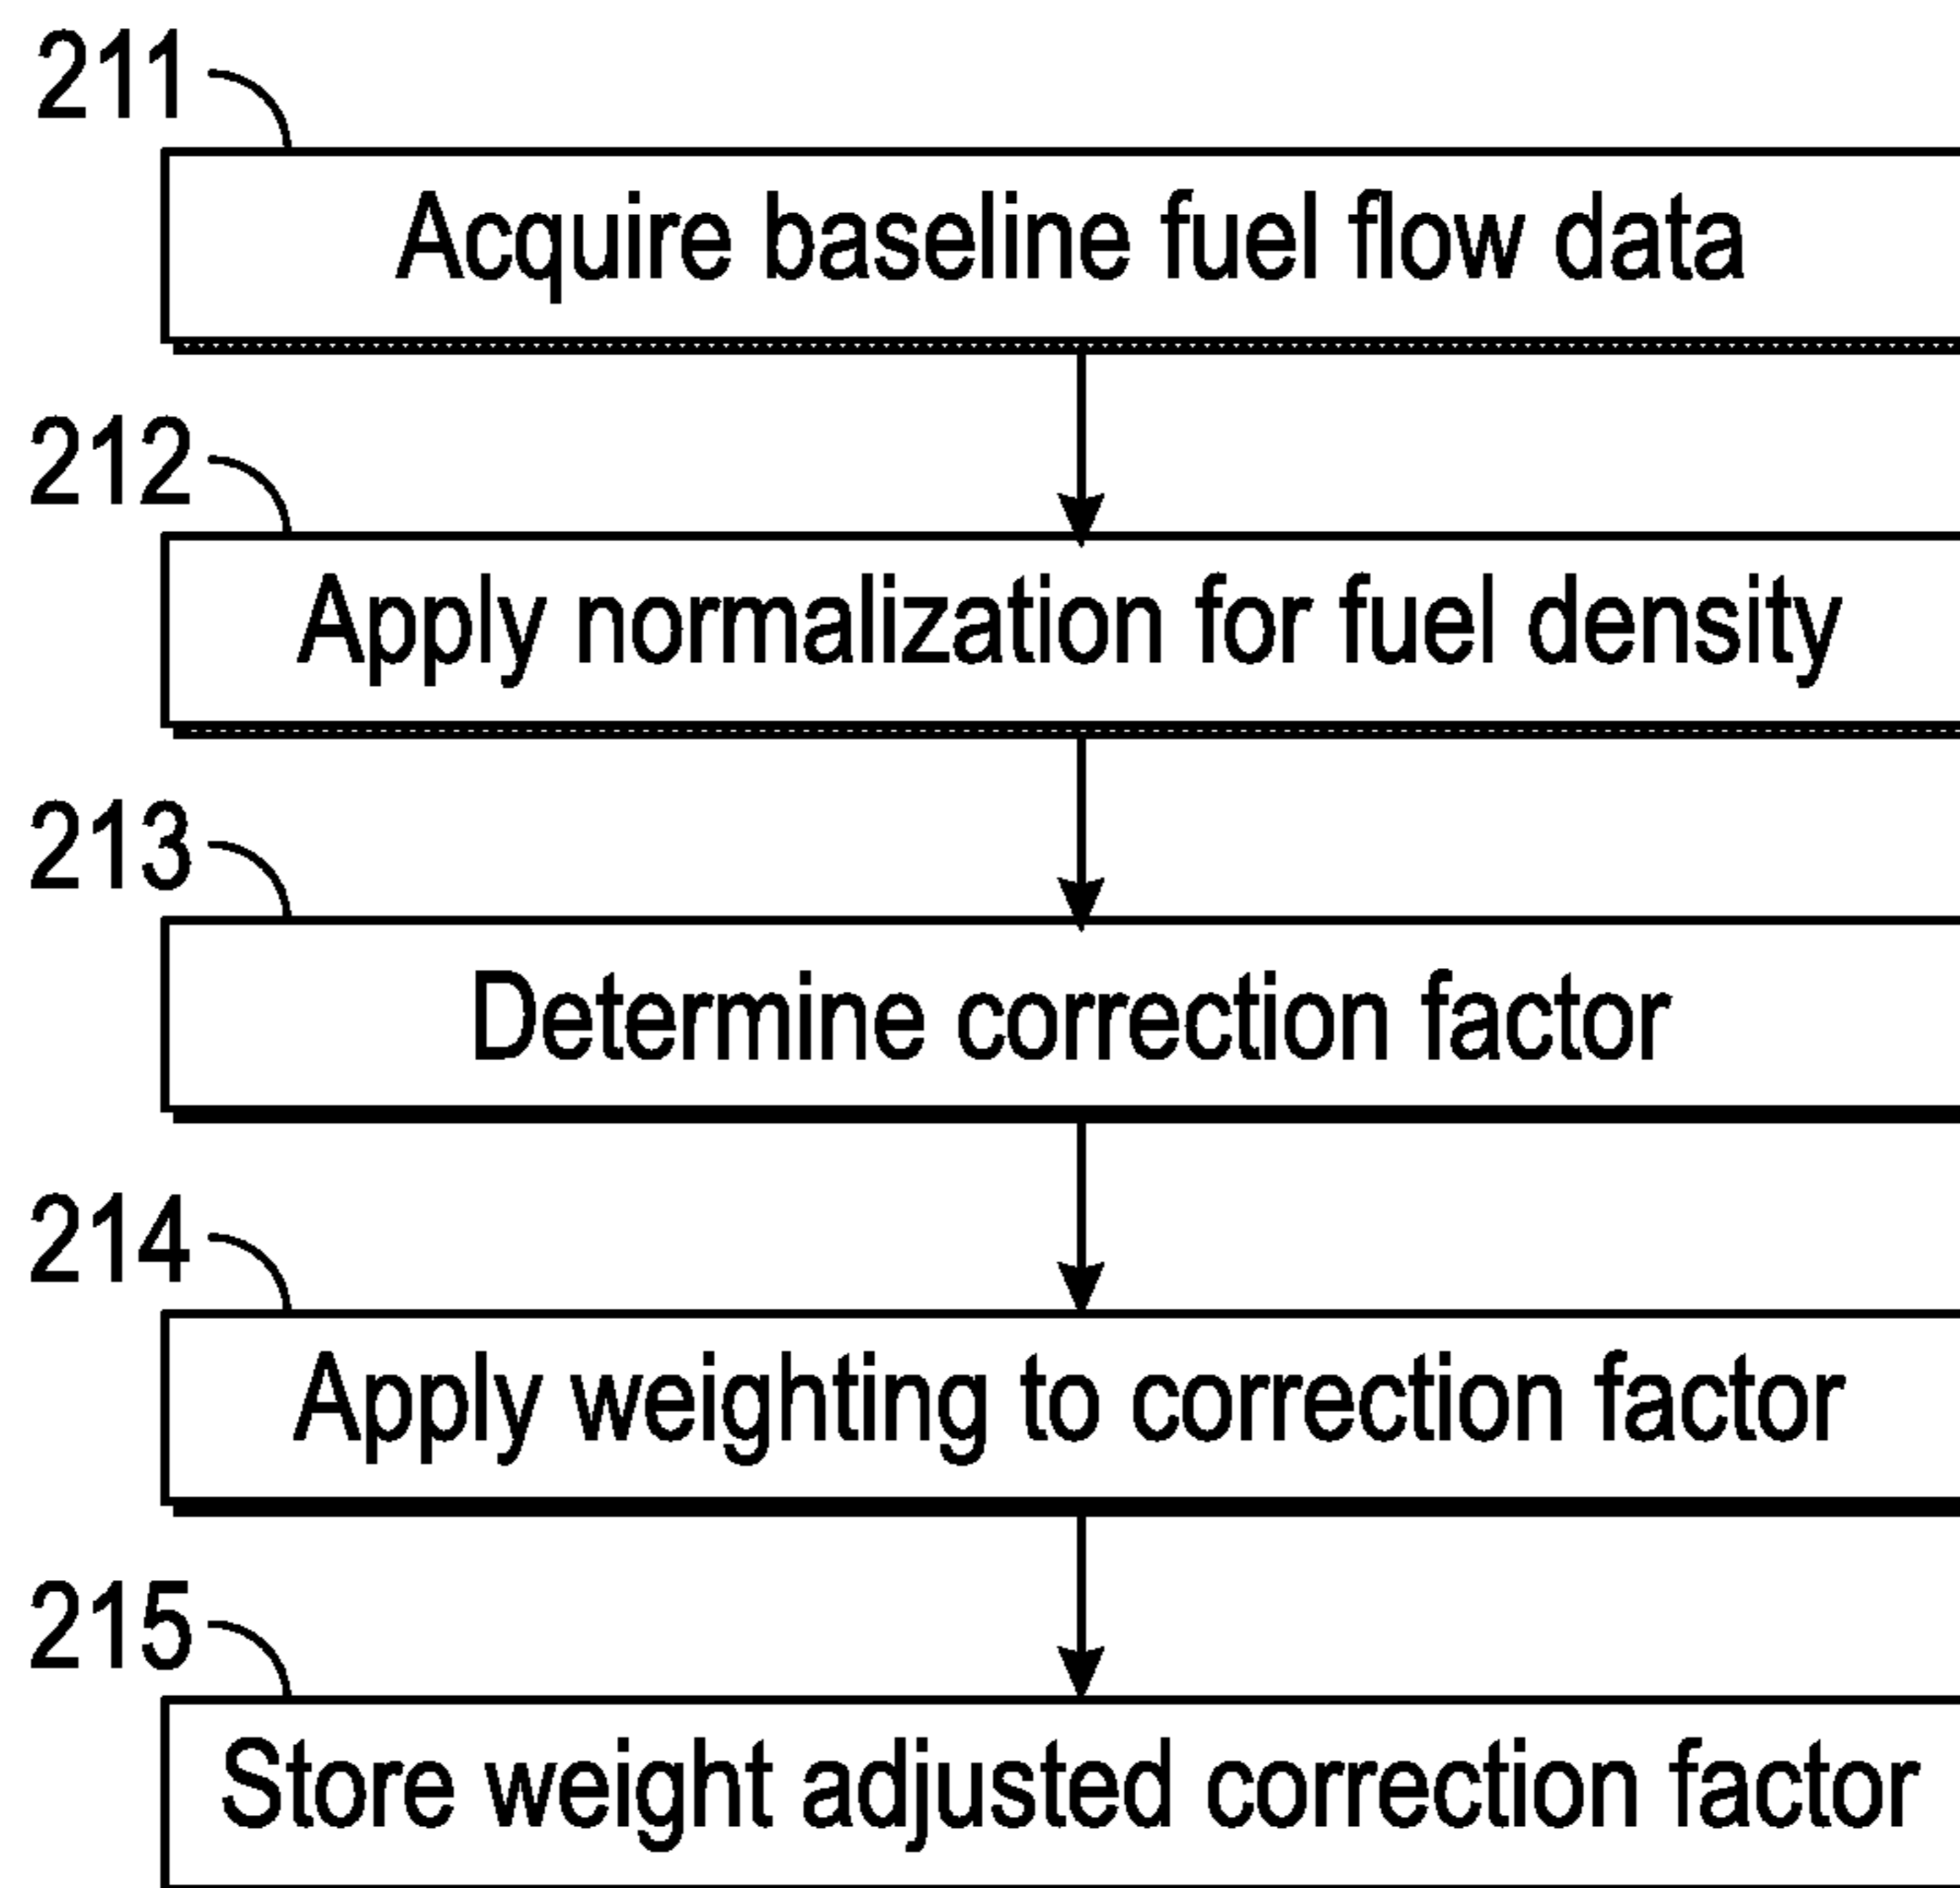 211
Acquire baseline fuel flow data
212
Apply normalization for fuel density
213
Determine correction factor
214
Apply weighting to correction factor
215
Store weight adjusted correction factor